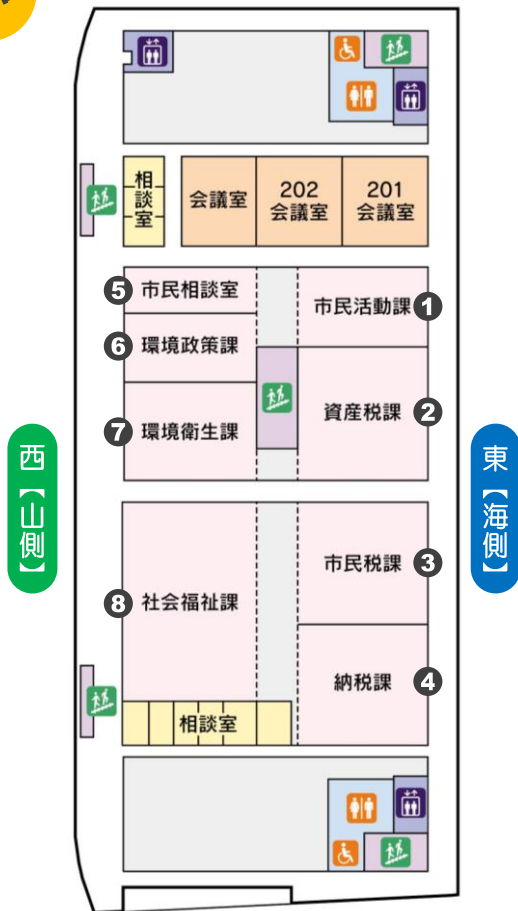 相談室
会議室
202
会議室
201
会議室
5 市民相談室
市民活動課 1
6 環境政策課
資産税課 2
7 環境衛生課
西【山側】
東【海側】
市民税課 3
8 社会福祉課
納税課 4
相談室